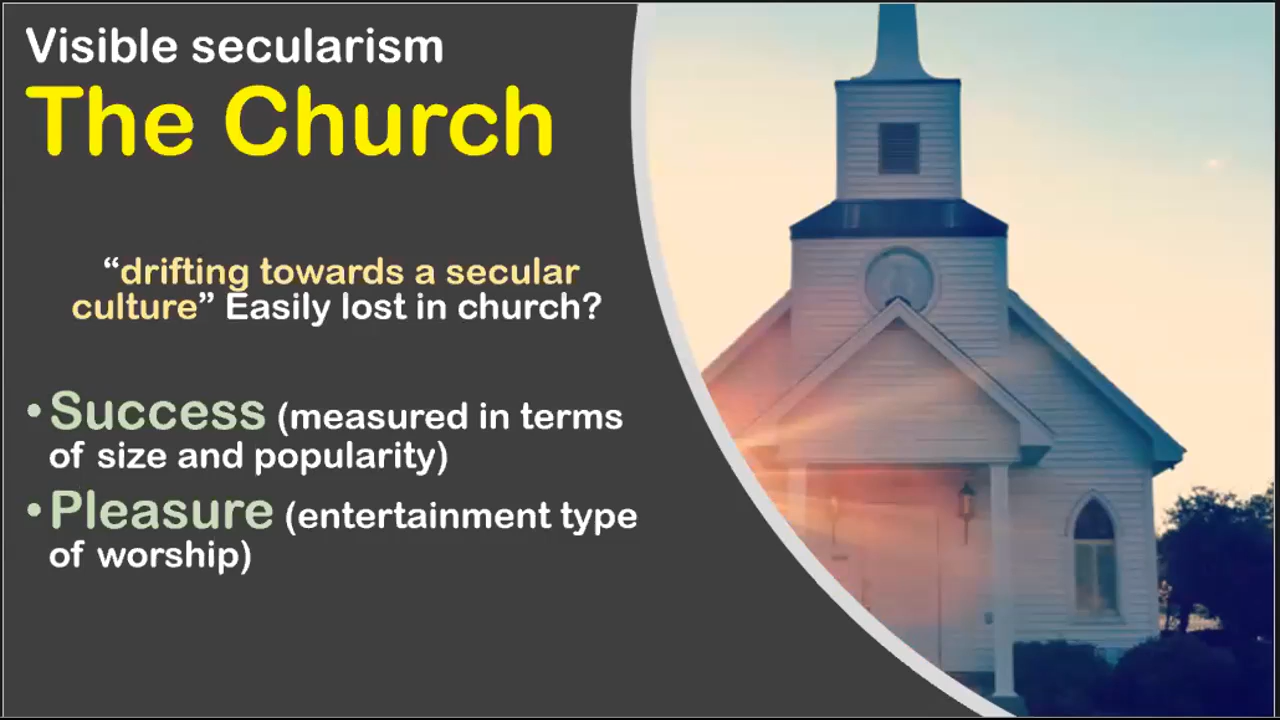 Visible secularism
The Church
“drifting towards a secular
culture” Easily lost in church?
• Success (measured in terms
of size and popularity)
• Pleasure (entertainment type
of worship)